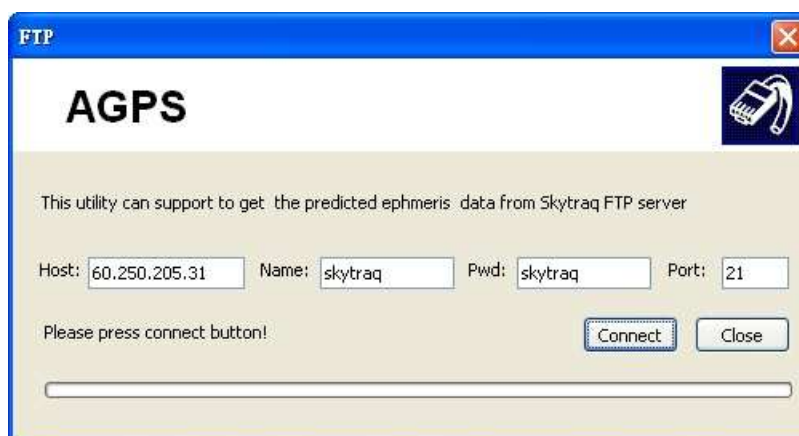 FTP
AGPS
This utility can support to get the predicted ephmeris data from Skytraq FTP server
Host: 60.250.205.31 Name: skytraq Pwd: skytraq Port: 21
Please press connect button! Connect Close